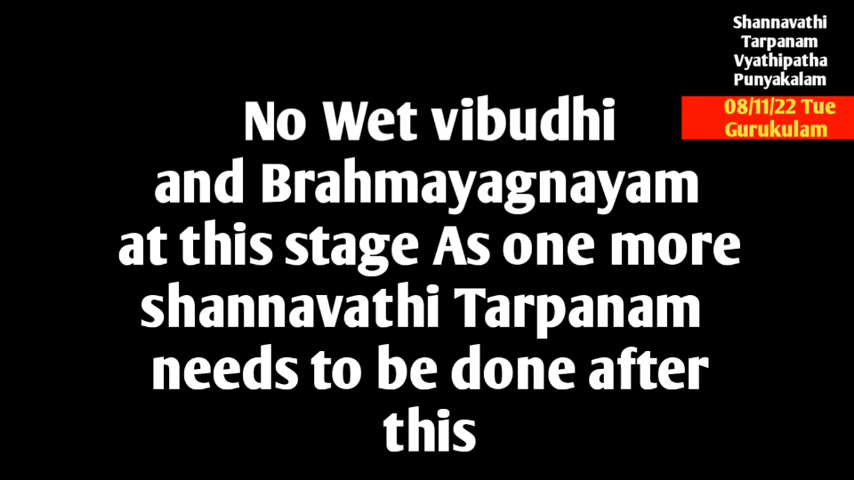 Shannavathi
Tarpanam
Vyathipatha
Punyakalam
08/11/22 Tue
Gurukulam
No Wet vibudhi
and Brahmayagnayam
at this stage As one more
shannavathi Tarpanam
needs to be done after
this